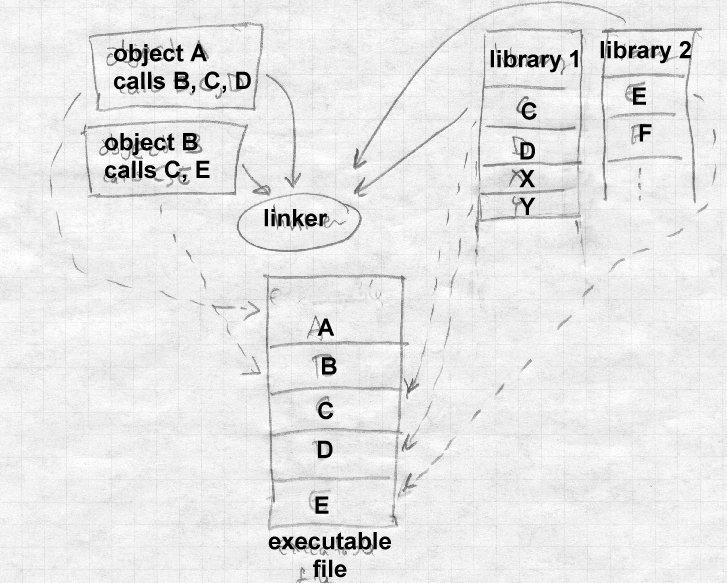 object A
calls B, C, D
object B
calls C, E
linker
library 1
C
D
X
Y
library 2
E
F
A
B
C
D
E
executable
file